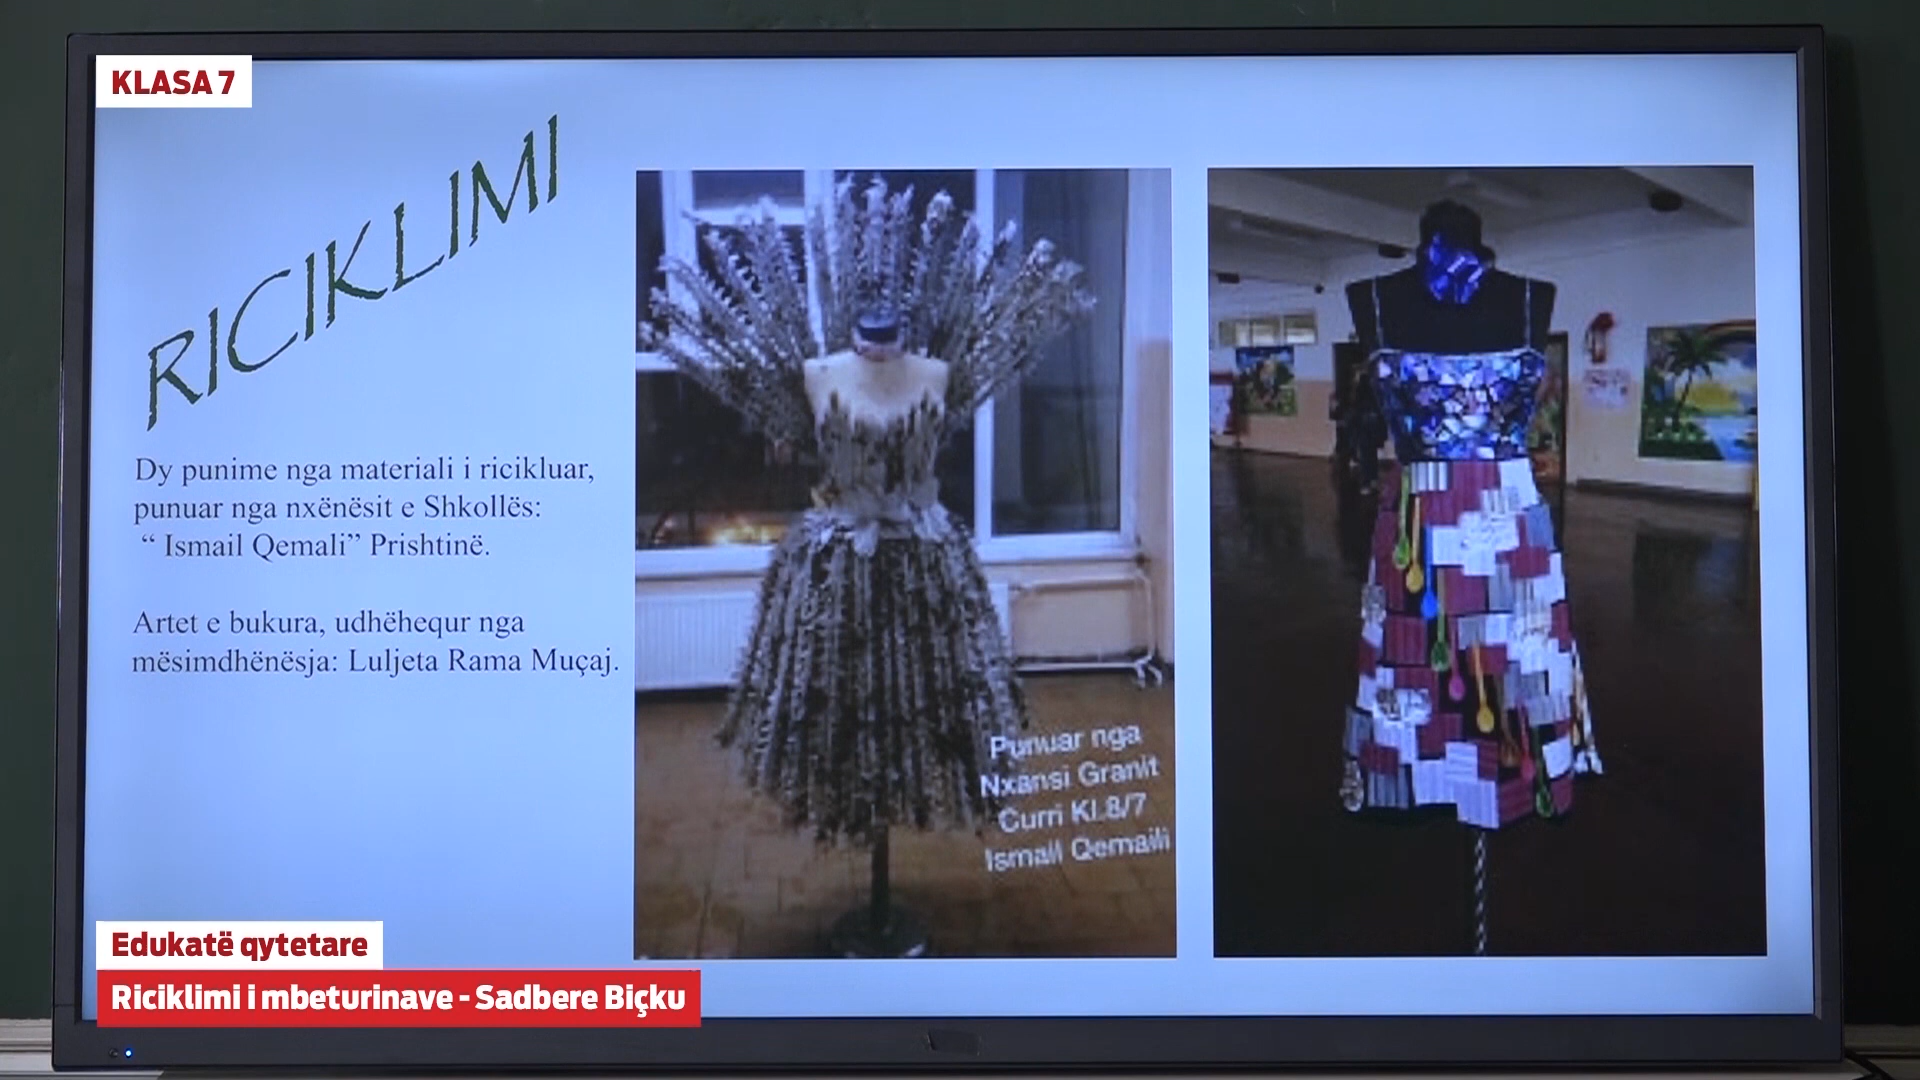 KLASA 7
RICIKLIMI
Dy punime nga materiali i ricikluar,
punuar nga nxënësit e Shkollës:
“ Ismail Qemali” Prishtinë.
Artet e bukura, udhëhequr nga
mësimdhënësja: Luljeta Rama Muçaj.
Punuar nga
Nxansi Granit
Curri Kl.8/7
Ismail Qemaili
Edukatë qytetare
Riciklimi i mbeturinave - Sadbere Biçku